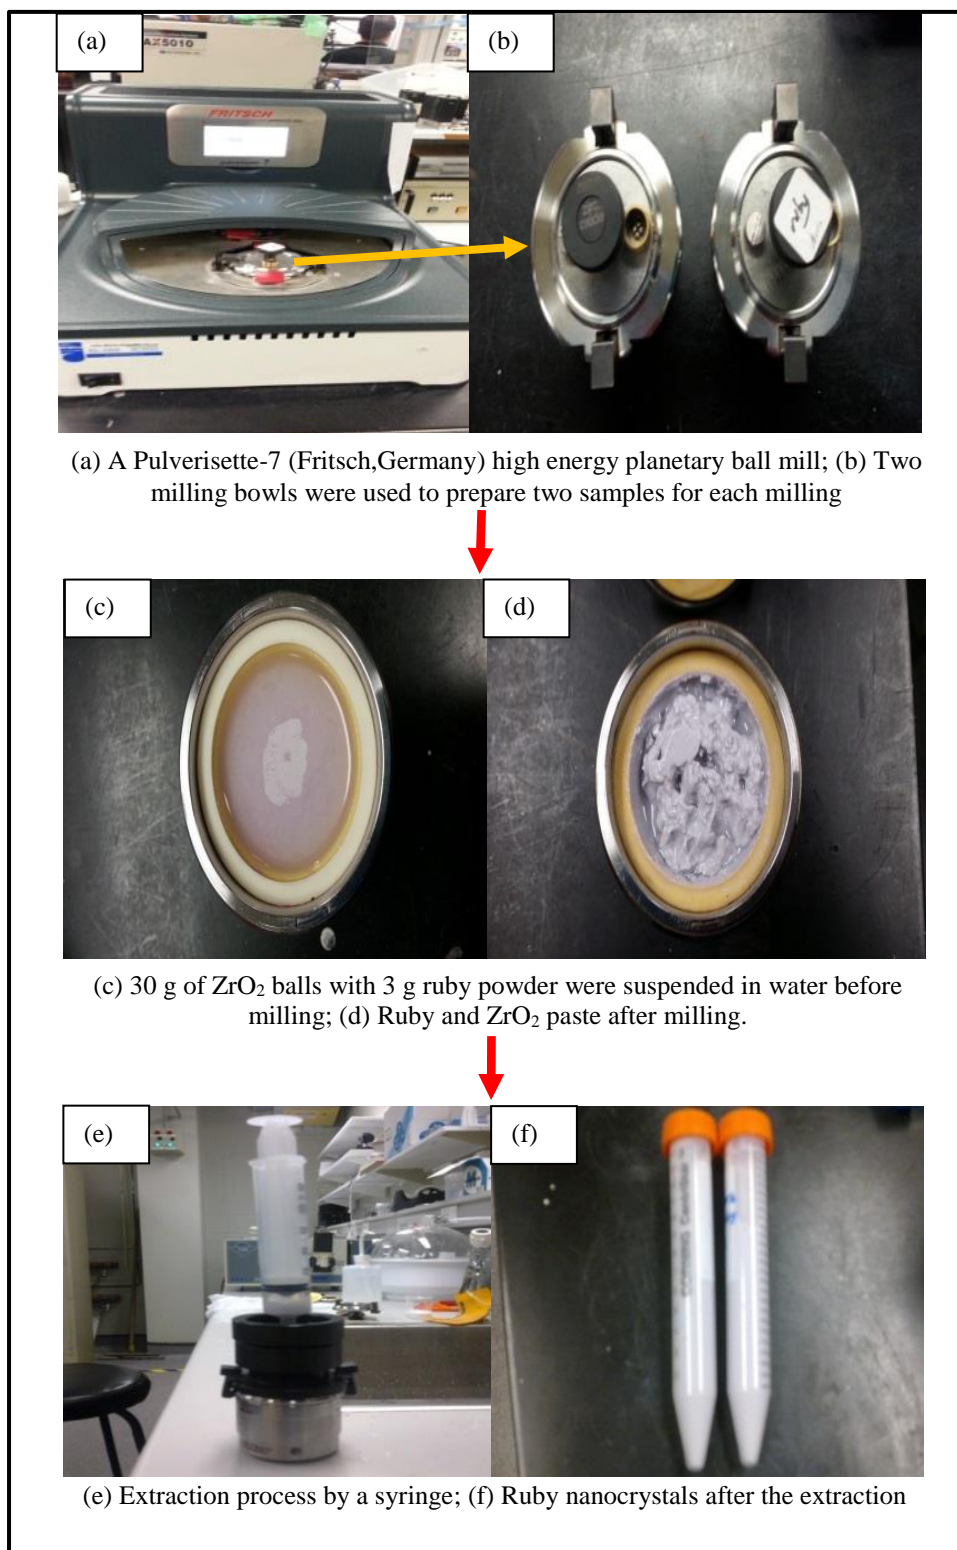 (a)
(b)
AX5010
FRITSCH
(a) A Pulverisette-7 (Fritsch,Germany) high energy planetary ball mill; (b) Two
milling bowls were used to prepare two samples for each milling
(c)
(d)
(c) 30 g of ZrO₂ balls with 3 g ruby powder were suspended in water before
milling; (d) Ruby and ZrO₂ paste after milling.
(e)
(f)
(e) Extraction process by a syringe; (f) Ruby nanocrystals after the extraction